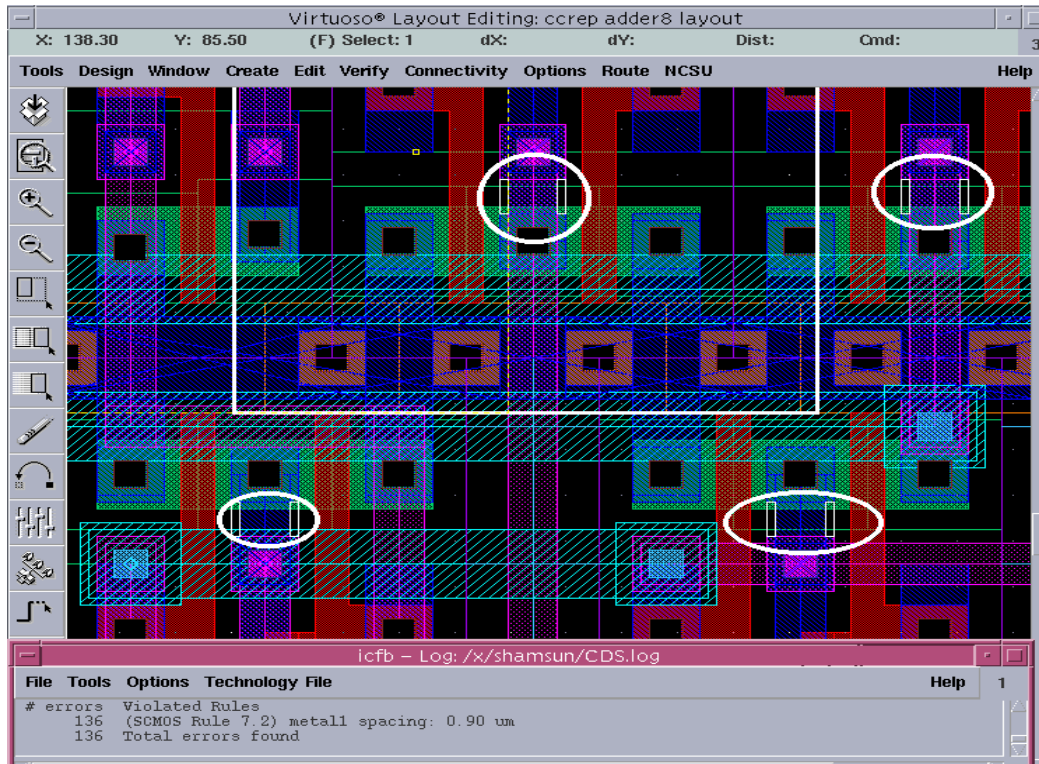 Virtuoso® Layout Editing: ccrep adder8 layout
X: 138.30 Y: 85.50 (F) Select: 1 dX: dY: Dist: Cmd: 3
Tools Design Window Create Edit Verify Connectivity Options Route NCSU Help
icfb – Log: /x/shamsun/CDS.log
File Tools Options Technology File Help 1
# errors Violated Rules
136 (SCMOS Rule 7.2) metal1 spacing: 0.90 um
136 Total errors found